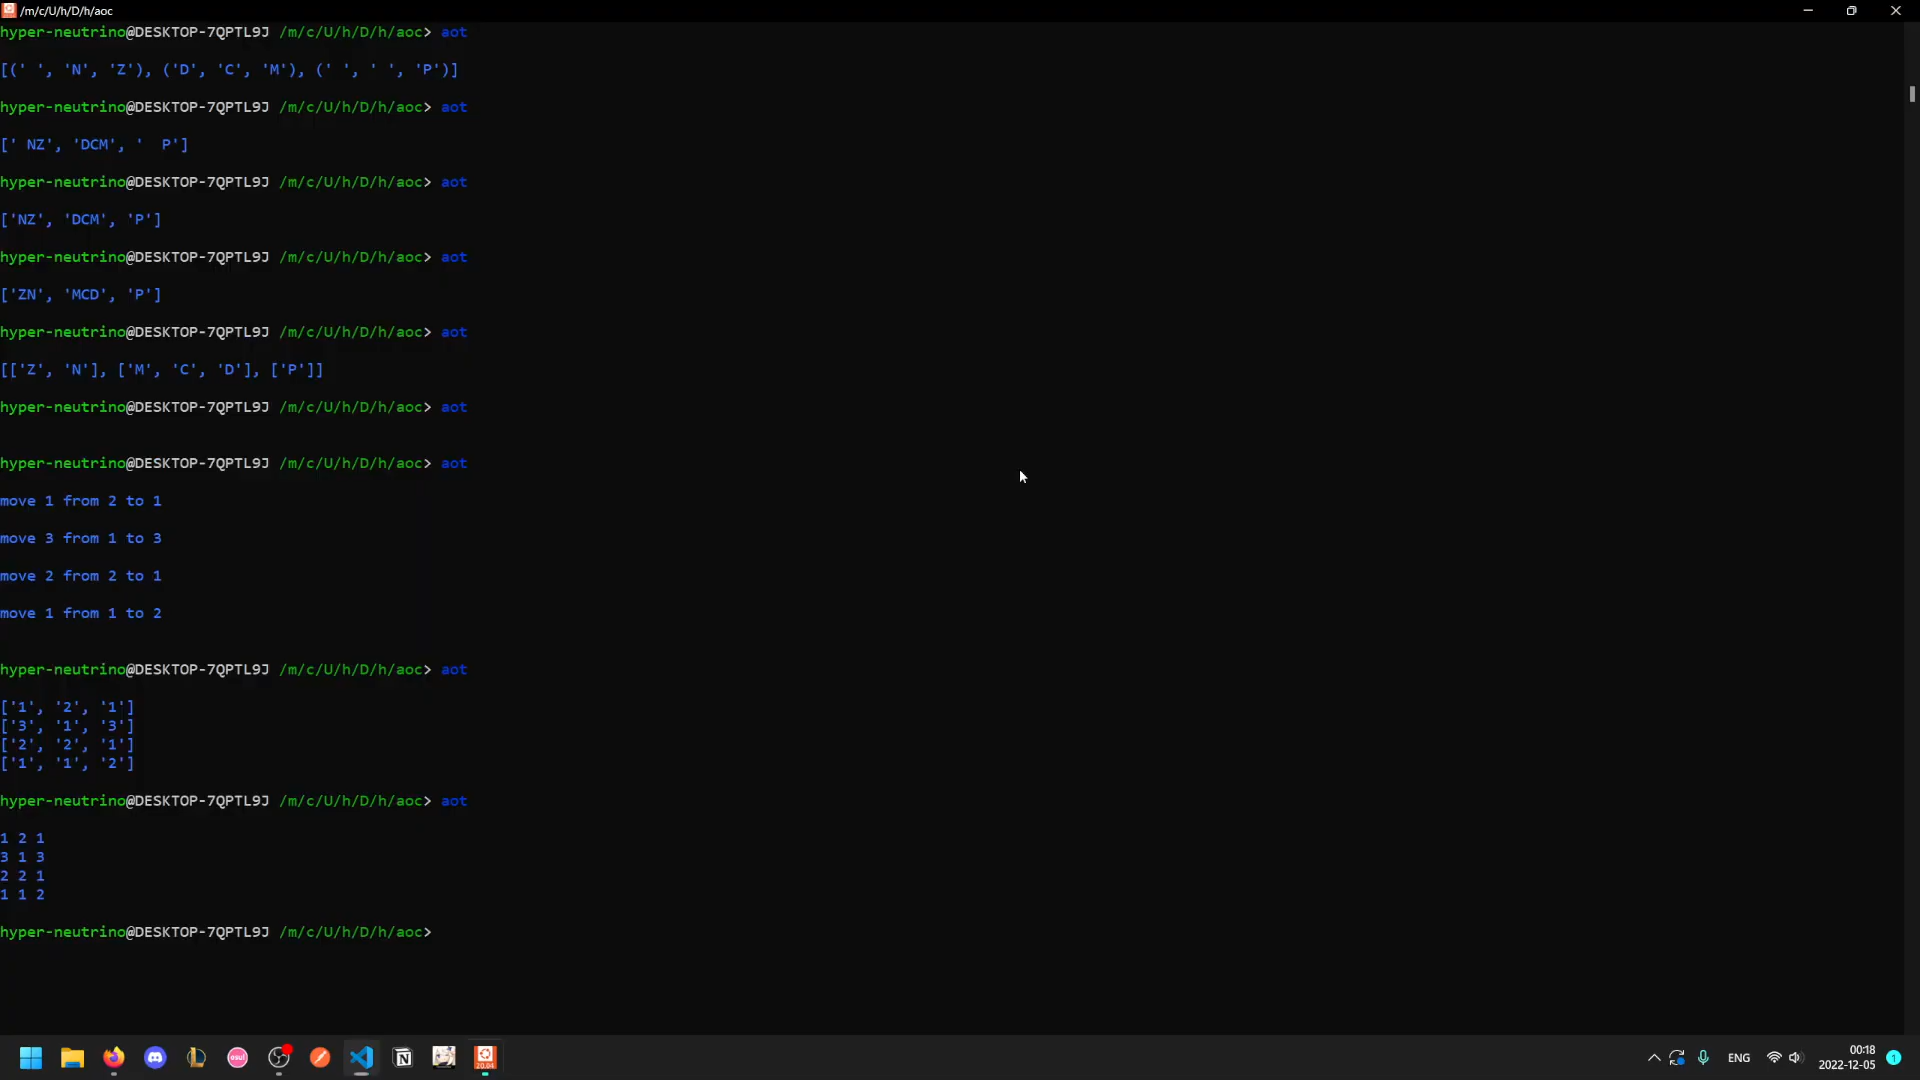 /m/c/U/h/D/h/aoc
hyper-neutrino@DESKTOP-7QPTL9J /m/c/U/h/D/h/aoc> aot
[(' ', 'N', 'Z'), ('D', 'C', 'M'), (' ', ' ', 'P')]
hyper-neutrino@DESKTOP-7QPTL9J /m/c/U/h/D/h/aoc> aot
[' NZ', 'DCM', '  P']
hyper-neutrino@DESKTOP-7QPTL9J /m/c/U/h/D/h/aoc> aot
['NZ', 'DCM', 'P']
hyper-neutrino@DESKTOP-7QPTL9J /m/c/U/h/D/h/aoc> aot
['ZN', 'MCD', 'P']
hyper-neutrino@DESKTOP-7QPTL9J /m/c/U/h/D/h/aoc> aot
[['Z', 'N'], ['M', 'C', 'D'], ['P']]
hyper-neutrino@DESKTOP-7QPTL9J /m/c/U/h/D/h/aoc> aot
hyper-neutrino@DESKTOP-7QPTL9J /m/c/U/h/D/h/aoc> aot
move 1 from 2 to 1
move 3 from 1 to 3
move 2 from 2 to 1
move 1 from 1 to 2
hyper-neutrino@DESKTOP-7QPTL9J /m/c/U/h/D/h/aoc> aot
['1', '2', '1']
['3', '1', '3']
['2', '2', '1']
['1', '1', '2']
hyper-neutrino@DESKTOP-7QPTL9J /m/c/U/h/D/h/aoc> aot
1 2 1
3 1 3
2 2 1
1 1 2
hyper-neutrino@DESKTOP-7QPTL9J /m/c/U/h/D/h/aoc>
osu!
20.04
ENG
00:18
2022-12-05
1